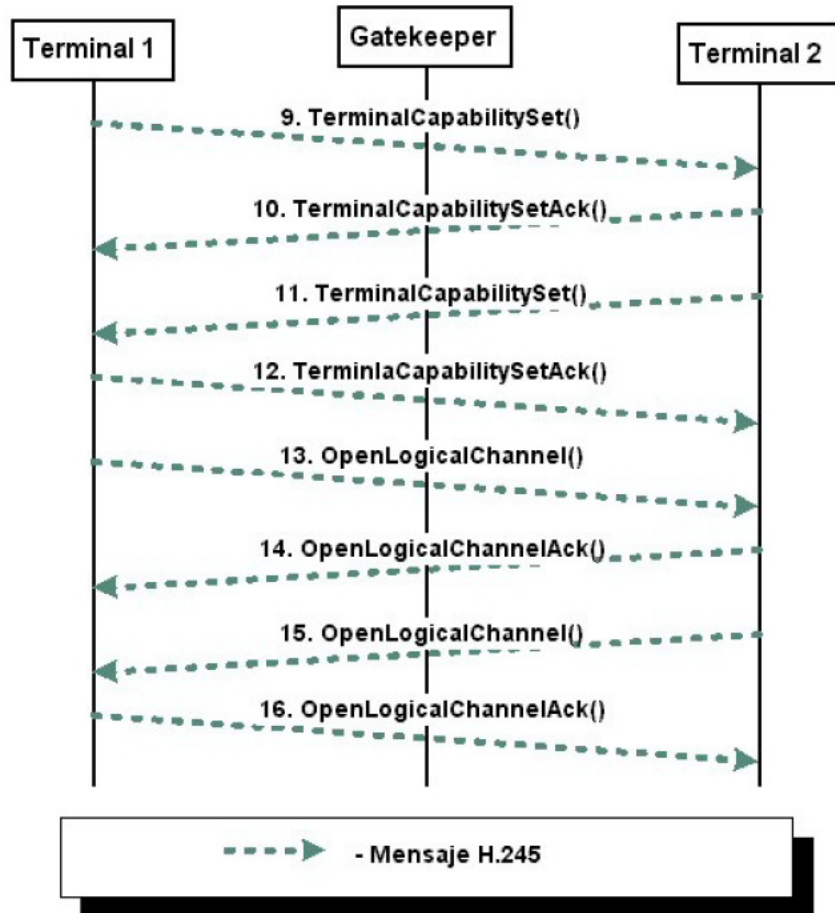 Terminal 1
Gatekeeper
Terminal 2
9. TerminalCapabilitySet()
10. TerminalCapabilitySetAck()
11. TerminalCapabilitySet()
12. TerminlaCapabilitySetAck()
13. OpenLogicalChannel()
14. OpenLogicalChannelAck()
15. OpenLogicalChannel()
16. OpenLogicalChannelAck()
- Mensaje H.245